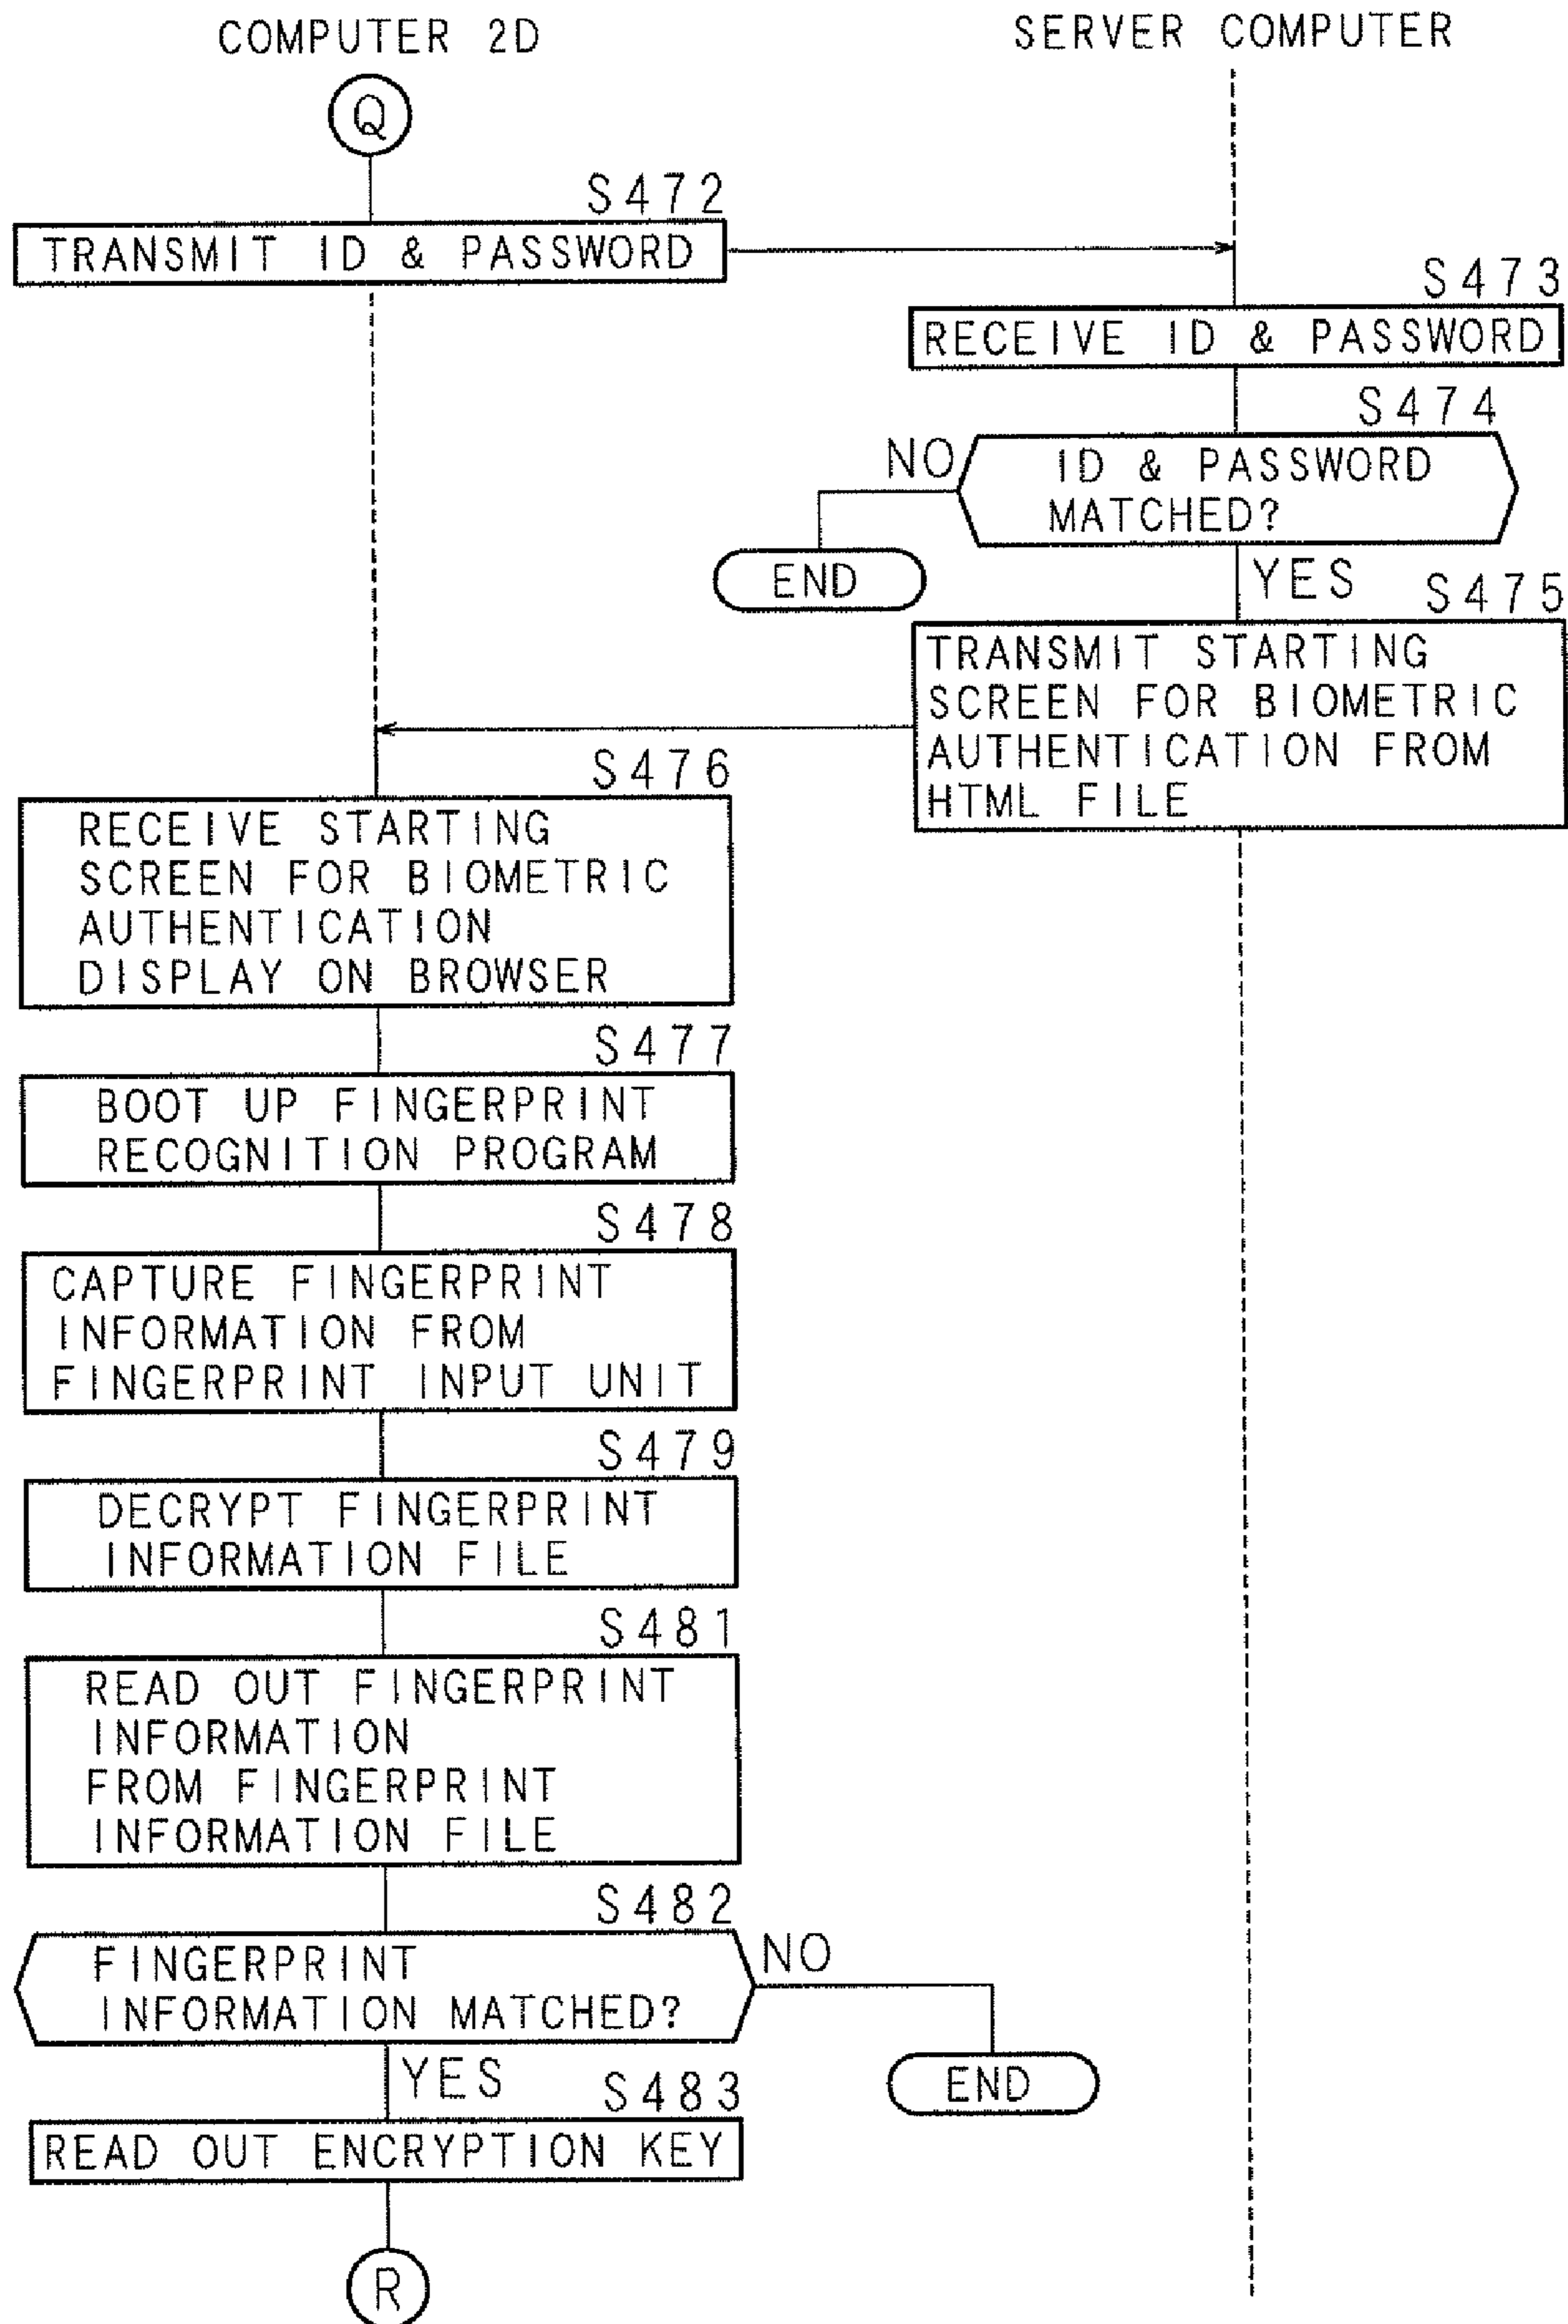 COMPUTER 2D
SERVER COMPUTER
Q
S472
TRANSMIT ID & PASSWORD
S473
RECEIVE ID & PASSWORD
S474
NO
ID & PASSWORD
MATCHED?
END
YES
S475
TRANSMIT STARTING
SCREEN FOR BIOMETRIC
AUTHENTICATION FROM
HTML FILE
S476
RECEIVE STARTING
SCREEN FOR BIOMETRIC
AUTHENTICATION
DISPLAY ON BROWSER
S477
BOOT UP FINGERPRINT
RECOGNITION PROGRAM
S478
CAPTURE FINGERPRINT
INFORMATION FROM
FINGERPRINT INPUT UNIT
S479
DECRYPT FINGERPRINT
INFORMATION FILE
S481
READ OUT FINGERPRINT
INFORMATION
FROM FINGERPRINT
INFORMATION FILE
S482
FINGERPRINT
INFORMATION MATCHED?
NO
END
YES
S483
READ OUT ENCRYPTION KEY
R